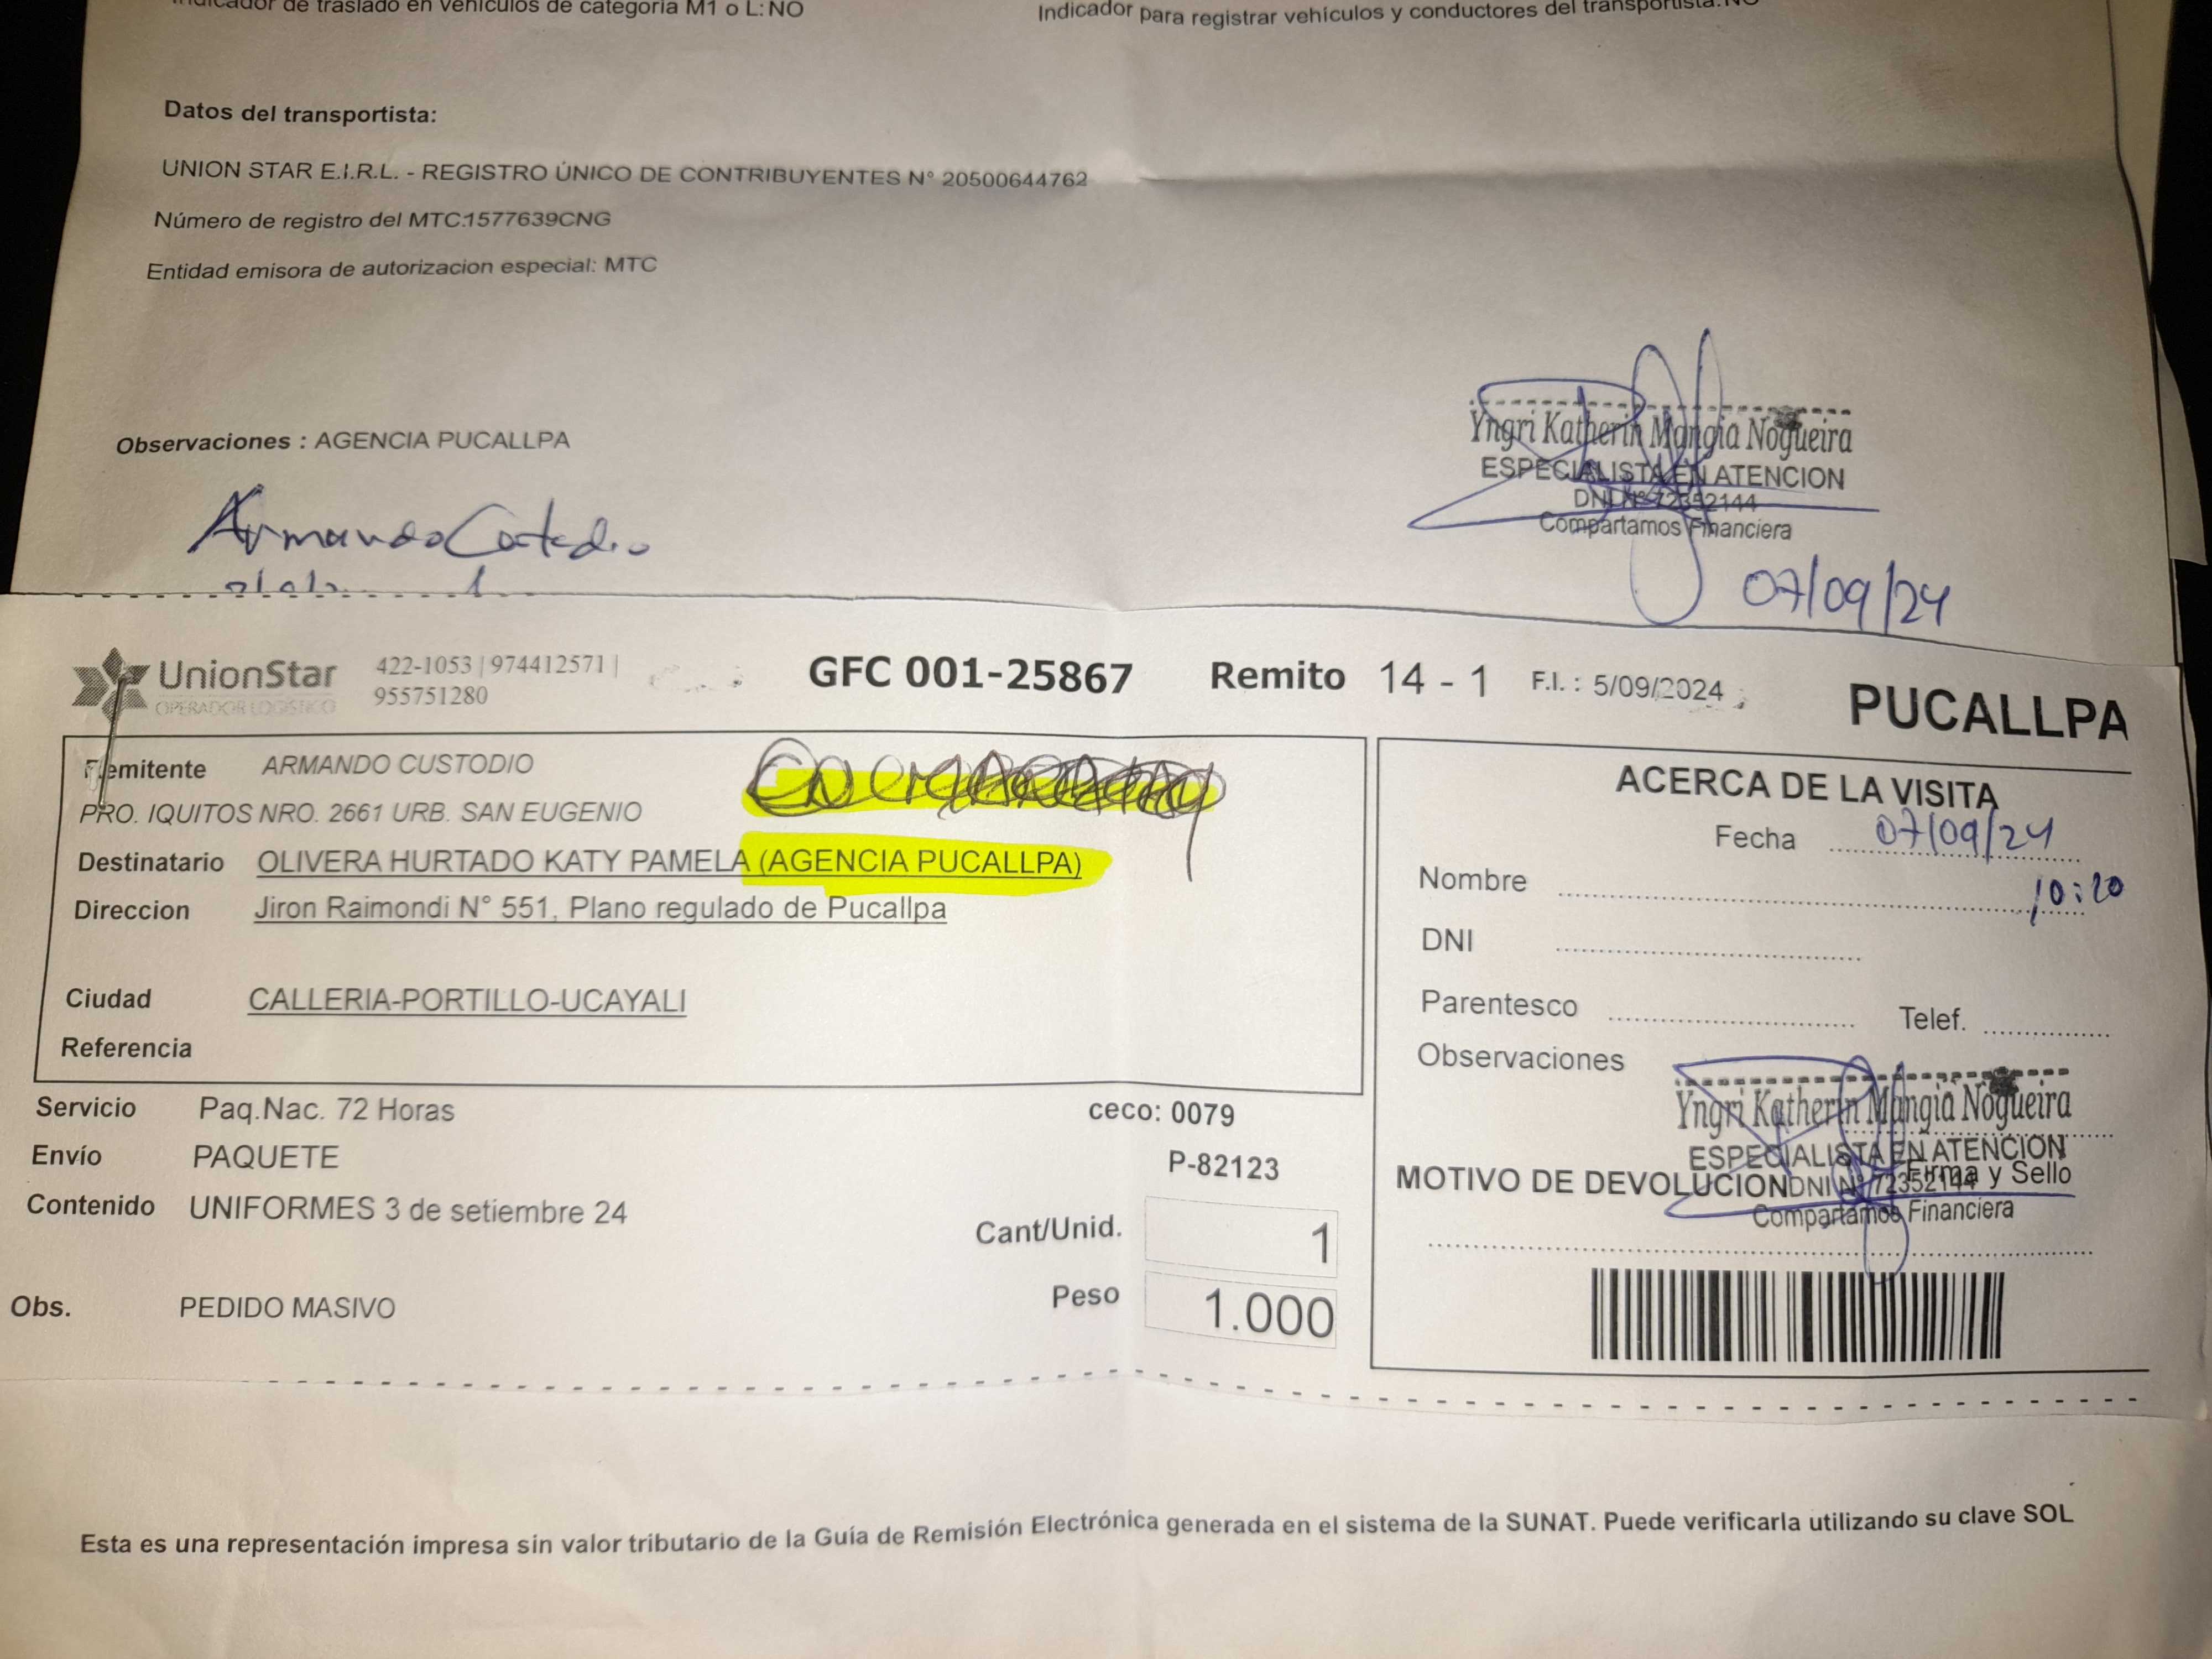 Indicador de traslado en vehículos de categoría M1 o L: NO
Indicador para registrar vehículos y conductores del transportista: NO
Datos del transportista:
UNION STAR E.I.R.L. - REGISTRO ÚNICO DE CONTRIBUYENTES N° 20500644762
Número de registro del MTC:1577639CNG
Entidad emisora de autorizacion especial: MTC
Observaciones : AGENCIA PUCALLPA
Armando
Yngri Katherin Mangia Nogueira
ESPECIALISTA EN ATENCION
DNI N° 72352144
Compartamos Financiera
07/09/24
UnionStar
OPERADOR LOGÍSTICO
422-1053 | 974412571 |
955751280
GFC 001-25867 Remito 14 - 1 F.I. : 5/09/2024
PUCALLPA
Remitente ARMANDO CUSTODIO
PRO. IQUITOS NRO. 2661 URB. SAN EUGENIO
Destinatario OLIVERA HURTADO KATY PAMELA (AGENCIA PUCALLPA)
Direccion Jiron Raimondi N° 551, Plano regulado de Pucallpa
Ciudad CALLERIA-PORTILLO-UCAYALI
Referencia
Servicio Paq.Nac. 72 Horas
ceco: 0079
Envío PAQUETE
P-82123
Contenido UNIFORMES 3 de setiembre 24
Cant/Unid. 1
Peso 1.000
Obs. PEDIDO MASIVO
ACERCA DE LA VISITA
Fecha 07/09/24
Nombre 10:20
DNI
Parentesco Telef.
Observaciones
Yngri Katherin Mangia Nogueira
ESPECIALISTA EN ATENCION
Firma y Sello
MOTIVO DE DEVOLUCION
DNI N° 72352144
Compartamos Financiera
Esta es una representación impresa sin valor tributario de la Guía de Remisión Electrónica generada en el sistema de la SUNAT. Puede verificarla utilizando su clave SOL